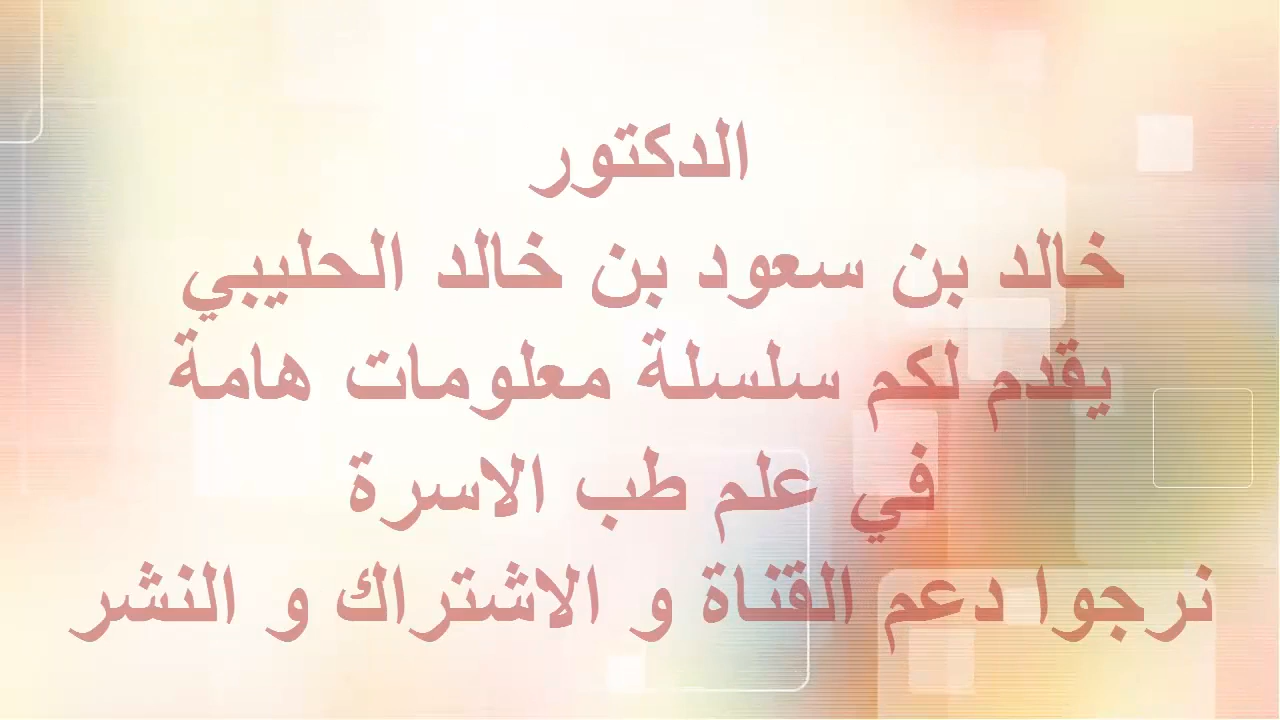 الدكتور
خالد بن سعود بن خالد الحليبي
يقدم لكم سلسلة معلومات هامة
في علم طب الاسرة
نرجوا دعم القناة و الاشتراك و النشر